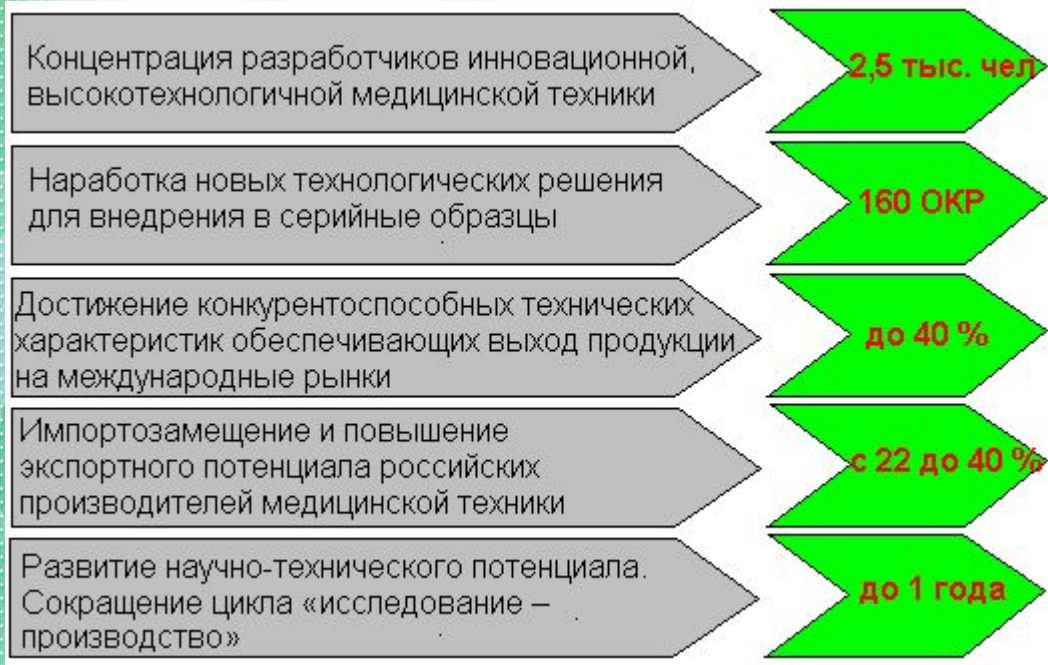 Концентрация разработчиков инновационной,
высокотехнологичной медицинской техники
2,5 тыс. чел
Наработка новых технологических решения
для внедрения в серийные образцы
160 ОКР
Достижение конкурентоспособных технических
характеристик обеспечивающих выход продукции
на международные рынки
до 40 %
Импортозамещение и повышение
экспортного потенциала российских
производителей медицинской техники
с 22 до 40 %
Развитие научно-технического потенциала.
Сокращение цикла «исследование –
производство»
до 1 года